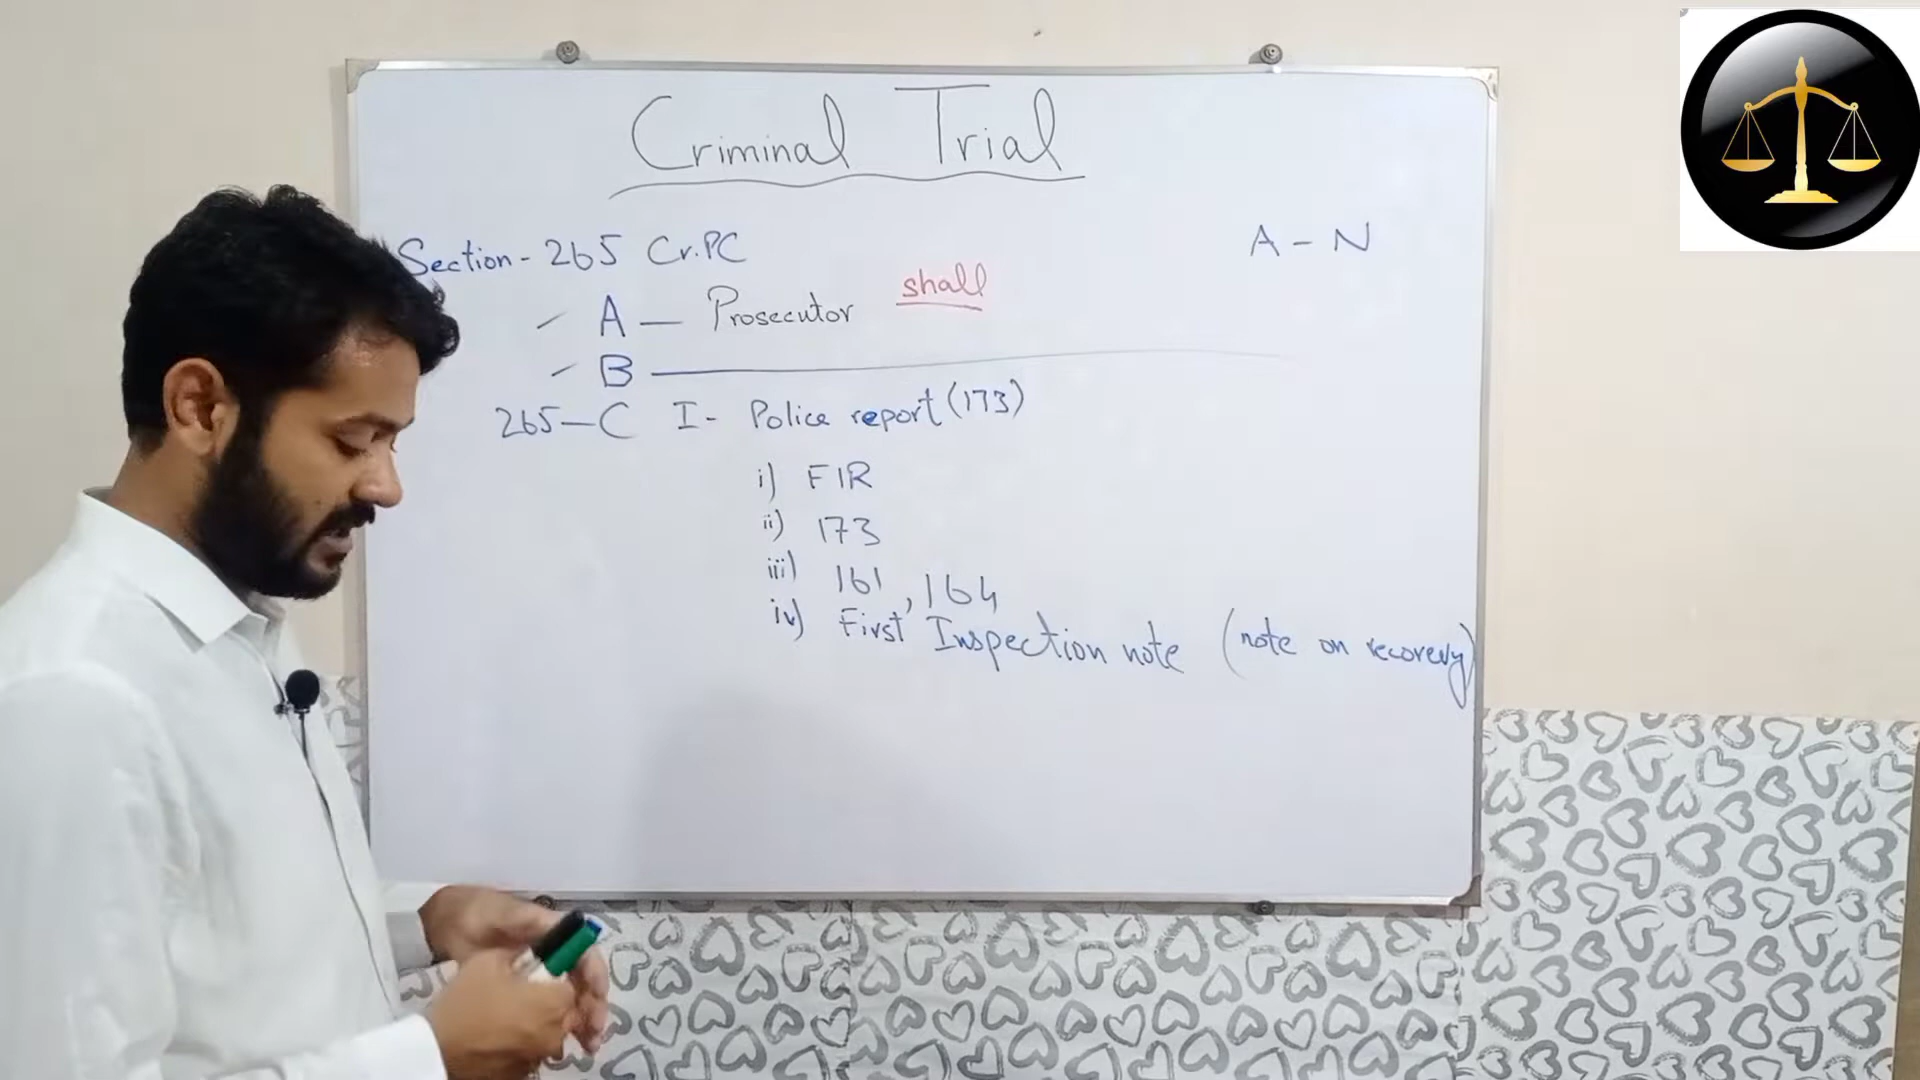 Criminal Trial
Section - 265 Cr.PC
A - N
A — Prosecutor shall
B —
265-C I- Police report (173)
i) FIR
ii) 173
iii) 161, 164
iv) First Inspection note (note on recorevy)